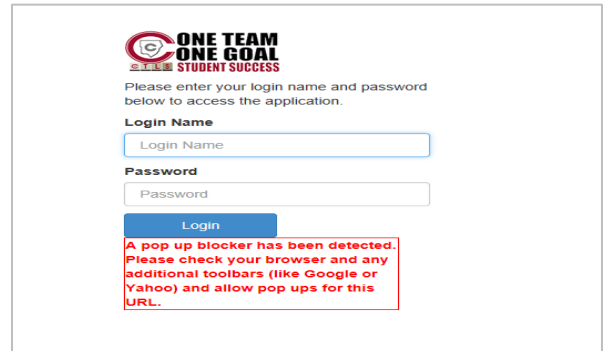 ONE TEAM
ONE GOAL
C
CTLS STUDENT SUCCESS
Please enter your login name and password
below to access the application.
Login Name
Login Name
Password
Password
Login
A pop up blocker has been detected.
Please check your browser and any
additional toolbars (like Google or
Yahoo) and allow pop ups for this
URL.